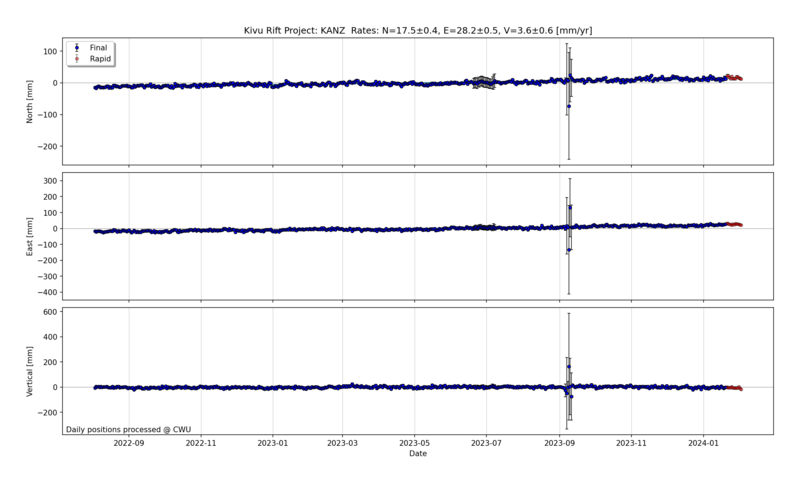 Kivu Rift Project: KANZ  Rates: N=17.5±0.4, E=28.2±0.5, V=3.6±0.6 [mm/yr]
Final
Rapid
North [mm]
100
0
−100
−200
East [mm]
300
200
100
0
−100
−200
−300
−400
Vertical [mm]
600
400
200
0
−200
Daily positions processed @ CWU
2022-09 2022-11 2023-01 2023-03 2023-05 2023-07 2023-09 2023-11 2024-01
Date